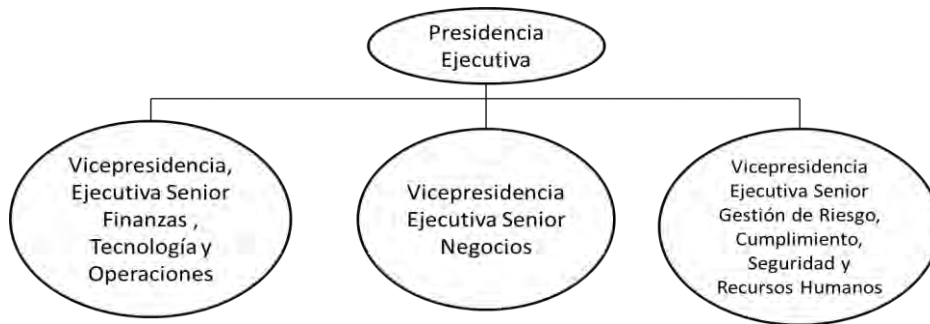 Presidencia
Ejecutiva
Vicepresidencia,
Ejecutiva Senior
Finanzas ,
Tecnología y
Operaciones
Vicepresidencia
Ejecutiva Senior
Negocios
Vicepresidencia
Ejecutiva Senior
Gestión de Riesgo,
Cumplimiento,
Seguridad y
Recursos Humanos